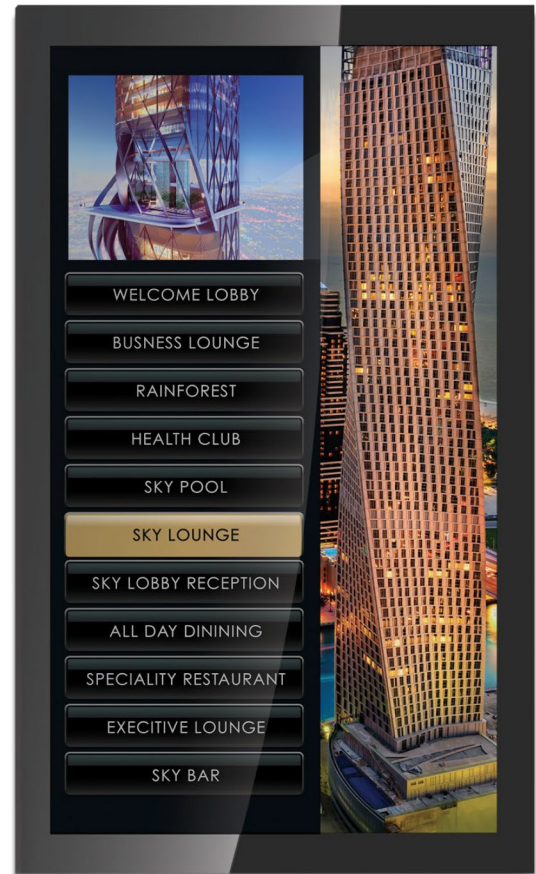 WELCOME LOBBY
BUSNESS LOUNGE
RAINFOREST
HEALTH CLUB
SKY POOL
SKY LOUNGE
SKY LOBBY RECEPTION
ALL DAY DININING
SPECIALITY RESTAURANT
EXECITIVE LOUNGE
SKY BAR